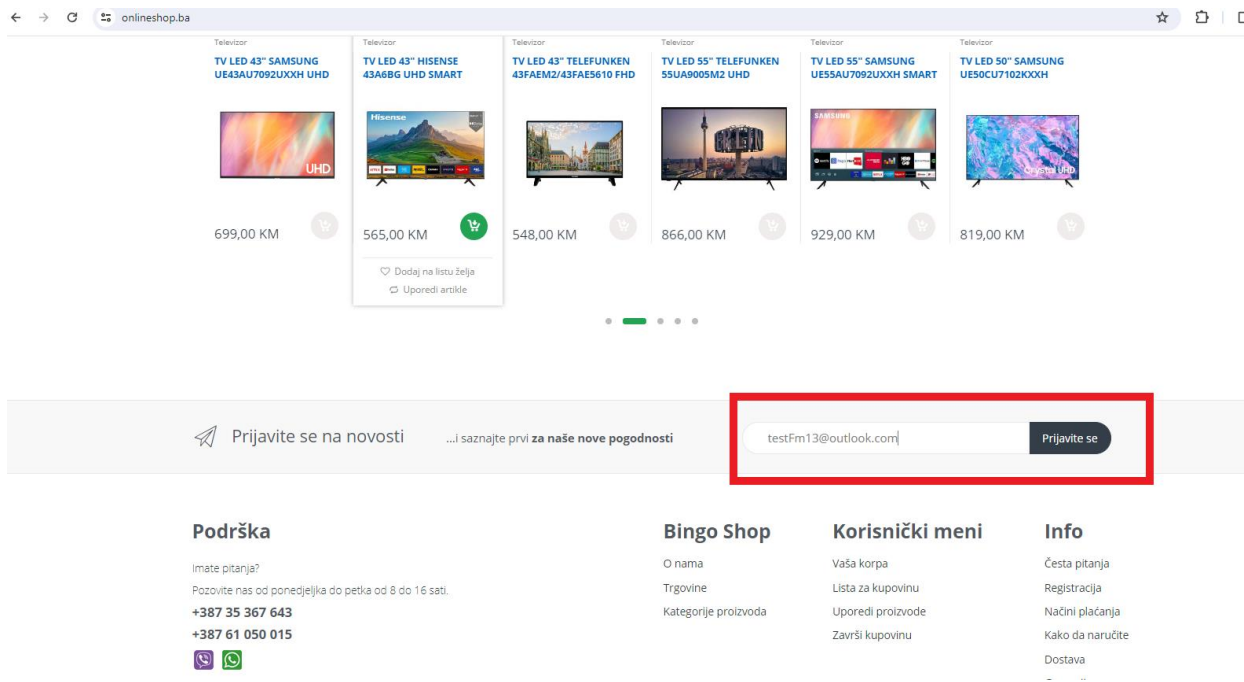 onlineshop.ba
Televizor
TV LED 43" SAMSUNG
UE43AU7092UXXH UHD
UHD
699,00 KM
Televizor
TV LED 43" HISENSE
43A6BG UHD SMART
Hisense
565,00 KM
Dodaj na listu želja
Uporedi artikle
Televizor
TV LED 43" TELEFUNKEN
43FAEM2/43FAE5610 FHD
548,00 KM
Televizor
TV LED 55" TELEFUNKEN
55UA9005M2 UHD
866,00 KM
Televizor
TV LED 55" SAMSUNG
UE55AU7092UXXH SMART
SAMSUNG
929,00 KM
Televizor
TV LED 50" SAMSUNG
UE50CU7102KXXH
Crystal UHD
819,00 KM
Prijavite se na novosti
...i saznajte prvi za naše nove pogodnosti
testFm13@outlook.com
Prijavite se
Podrška
Imate pitanja?
Pozovite nas od ponedjeljka do petka od 8 do 16 sati.
+387 35 367 643
+387 61 050 015
Bingo Shop
O nama
Trgovine
Kategorije proizvoda
Korisnički meni
Vaša korpa
Lista za kupovinu
Uporedi proizvode
Završi kupovinu
Info
Česta pitanja
Registracija
Načini plaćanja
Kako da naručite
Dostava